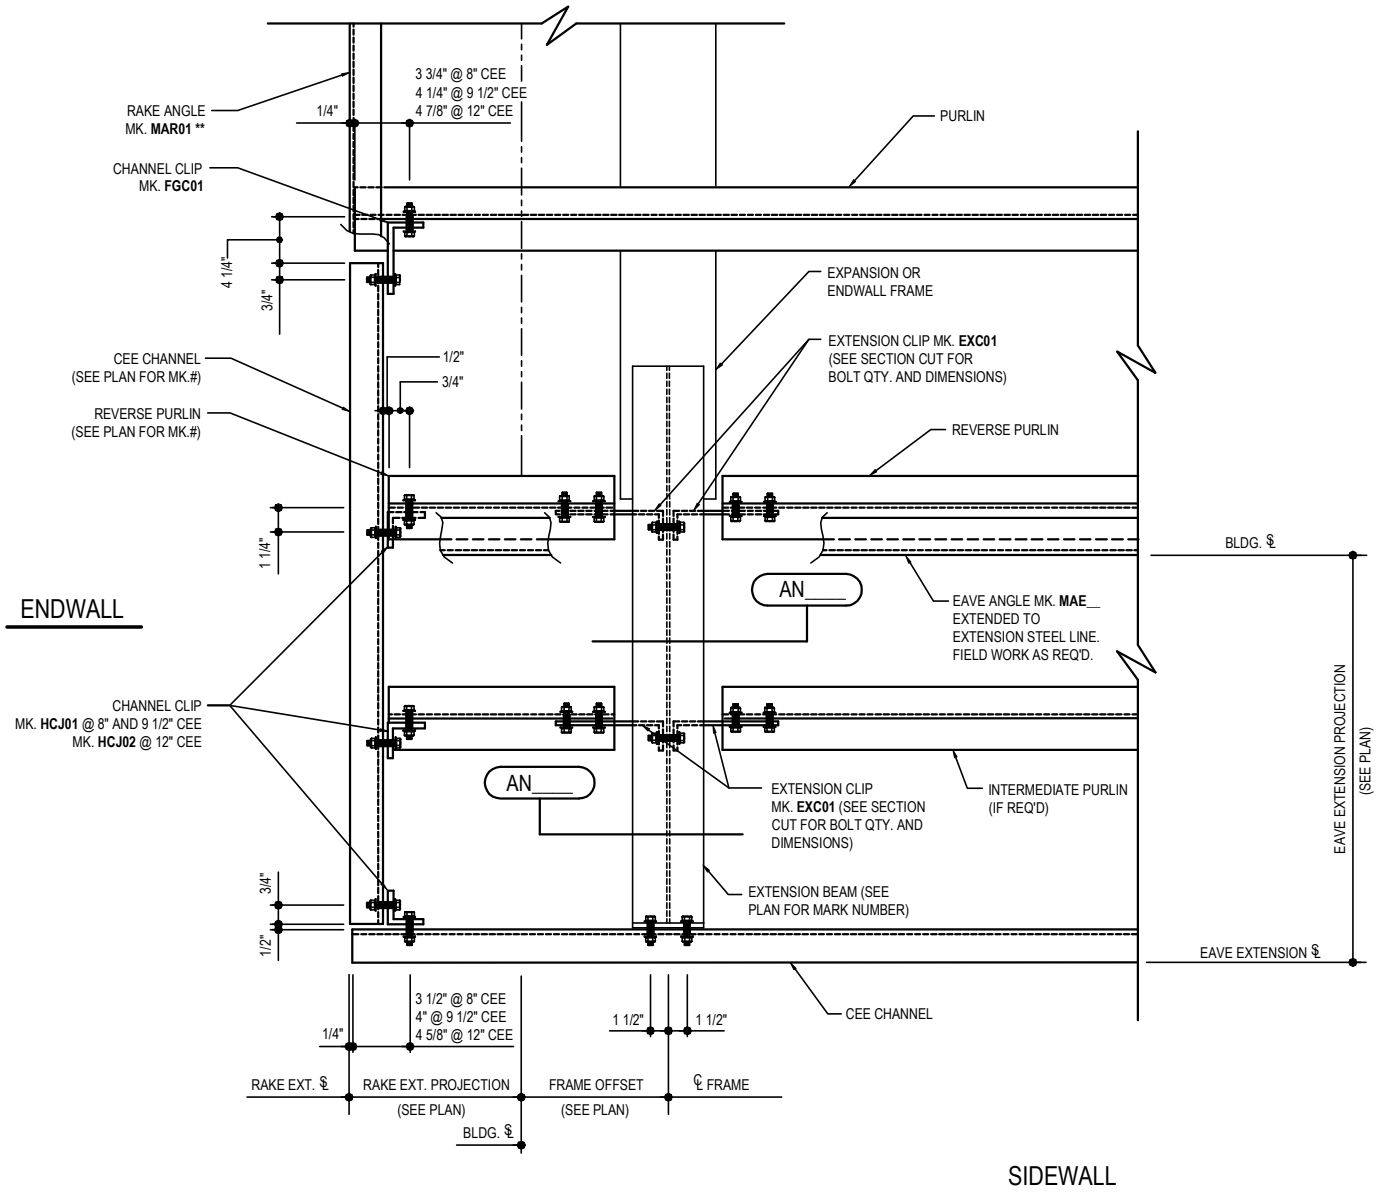 3 3/4" @ 8" CEE
4 1/4" @ 9 1/2" CEE
4 7/8" @ 12" CEE
1/4"
RAKE ANGLE
MK. MAR01 **
PURLIN
CHANNEL CLIP
MK. FGC01
4 1/4"
3/4"
EXPANSION OR
ENDWALL FRAME
EXTENSION CLIP MK. EXC01
(SEE SECTION CUT FOR
BOLT QTY. AND DIMENSIONS)
CEE CHANNEL
(SEE PLAN FOR MK.#)
1/2"
3/4"
REVERSE PURLIN
(SEE PLAN FOR MK.#)
REVERSE PURLIN
1 1/4"
BLDG. S̵L
AN____
ENDWALL
EAVE ANGLE MK. MAE__
EXTENDED TO
EXTENSION STEEL LINE.
FIELD WORK AS REQ'D.
CHANNEL CLIP
MK. HCJ01 @ 8" AND 9 1/2" CEE
MK. HCJ02 @ 12" CEE
EAVE EXTENSION PROJECTION
(SEE PLAN)
AN____
EXTENSION CLIP
MK. EXC01 (SEE SECTION
CUT FOR BOLT QTY. AND
DIMENSIONS)
INTERMEDIATE PURLIN
(IF REQ'D)
3/4"
1/2"
EXTENSION BEAM (SEE
PLAN FOR MARK NUMBER)
EAVE EXTENSION SL
CEE CHANNEL
3 1/2" @ 8" CEE
4" @ 9 1/2" CEE
4 5/8" @ 12" CEE
1/4"
1 1/2"
1 1/2"
RAKE EXT. SL
RAKE EXT. PROJECTION
(SEE PLAN)
FRAME OFFSET
(SEE PLAN)
℄ FRAME
BLDG. SL
SIDEWALL